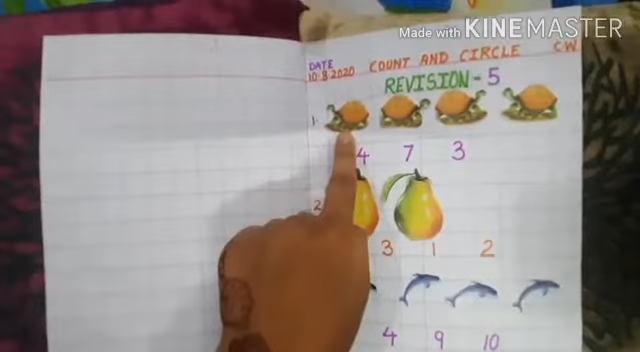 Made with KINEMASTER
DATE
10.8.2020 COUNT AND CIRCLE CW
REVISION - 5
1.
4 7 3
2.
3 1 2
4 9 10